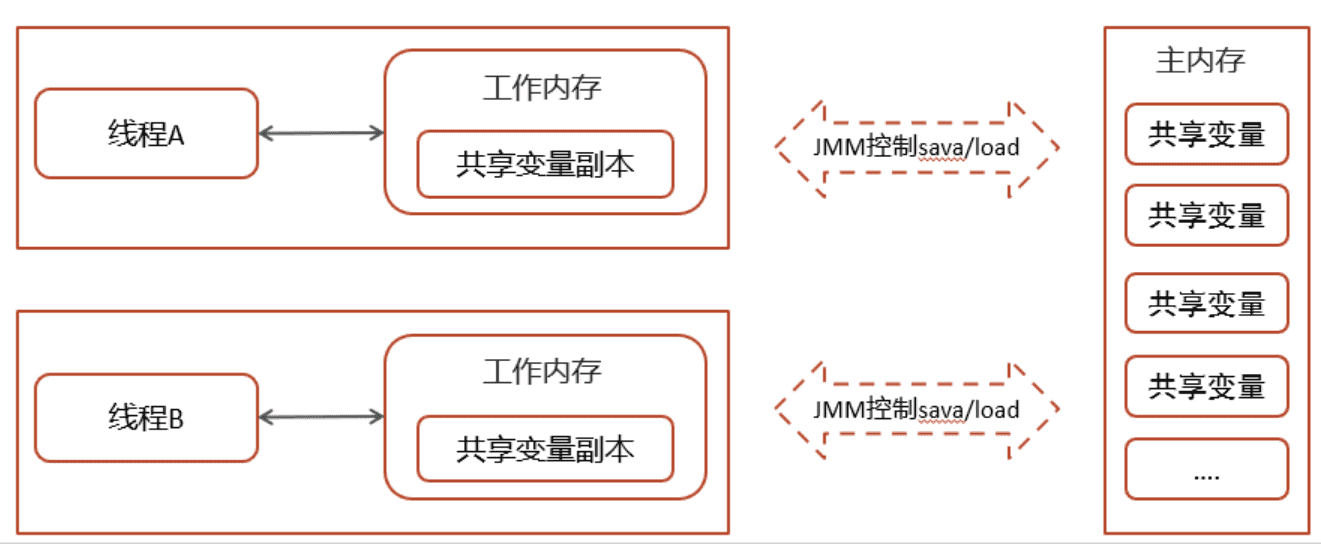 工作内存
线程A
共享变量副本
JMM控制sava/load
工作内存
线程B
共享变量副本
JMM控制sava/load
主内存
共享变量
共享变量
共享变量
共享变量
....